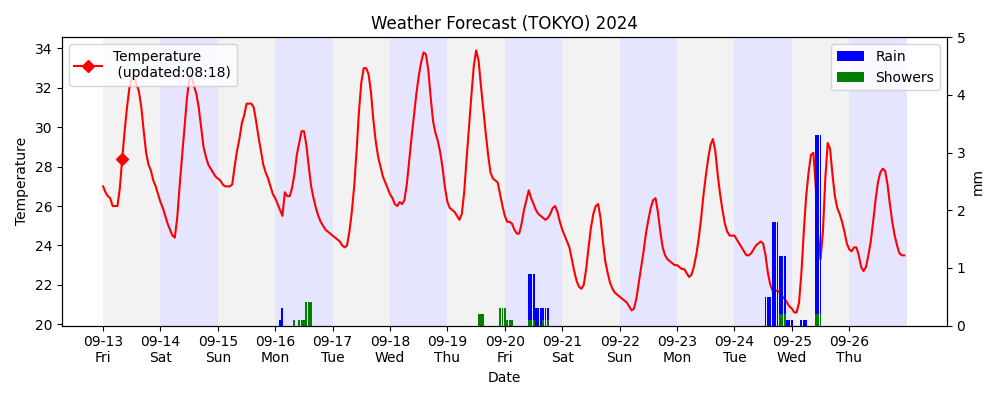 Weather Forecast (TOKYO) 2024
Temperature
(updated:08:18)
Rain
Showers
34
32
30
28
26
24
22
20
Temperature
5
4
3
2
1
0
mm
09-13 09-14 09-15 09-16 09-17 09-18 09-19 09-20 09-21 09-22 09-23 09-24 09-25 09-26
Fri Sat Sun Mon Tue Wed Thu Fri Sat Sun Mon Tue Wed Thu
Date